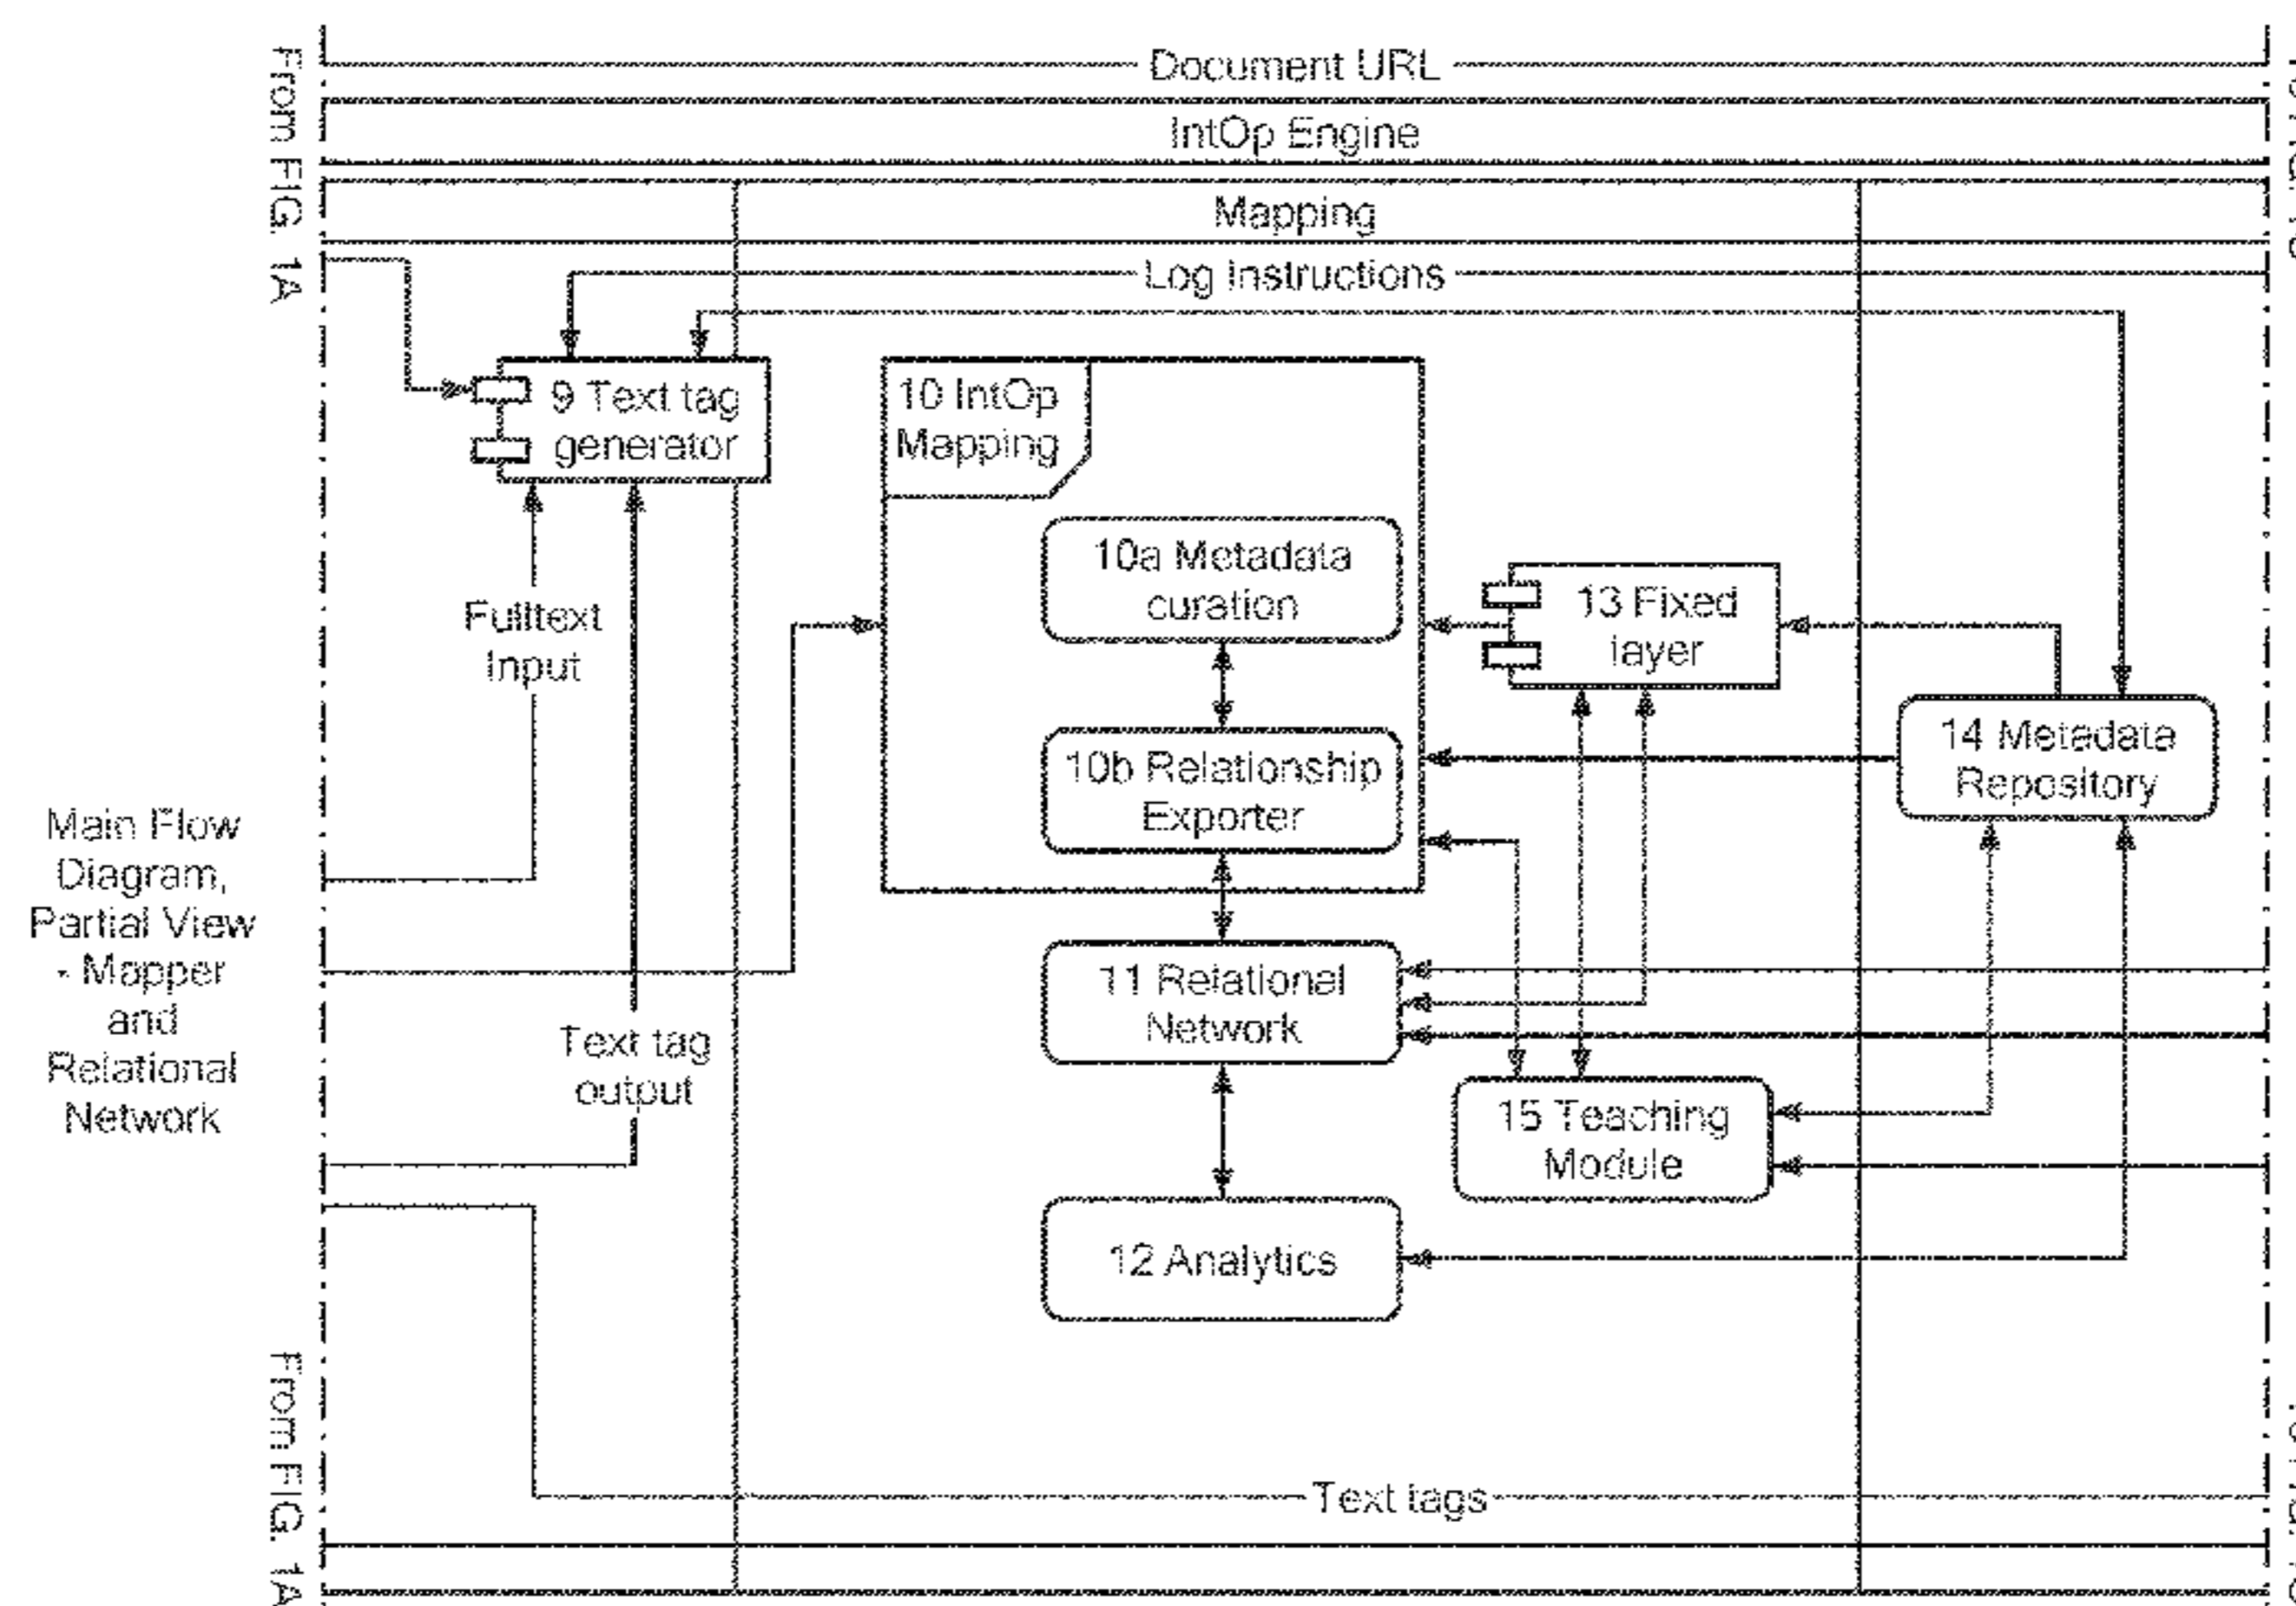 Document URL
IntOp Engine
Mapping
Log Instructions
From FIG. 1A
9 Text tag
generator
10 IntOp
Mapping
10a Metadata
curation
13 Fixed
layer
Fulltext
Input
14 Metadata
Repository
10b Relationship
Exporter
Main Flow
Diagram,
Partial View
- Mapper
and
Relational
Network
11 Relational
Network
Text tag
output
15 Teaching
Module
12 Analytics
From FIG. 1A
Text tags